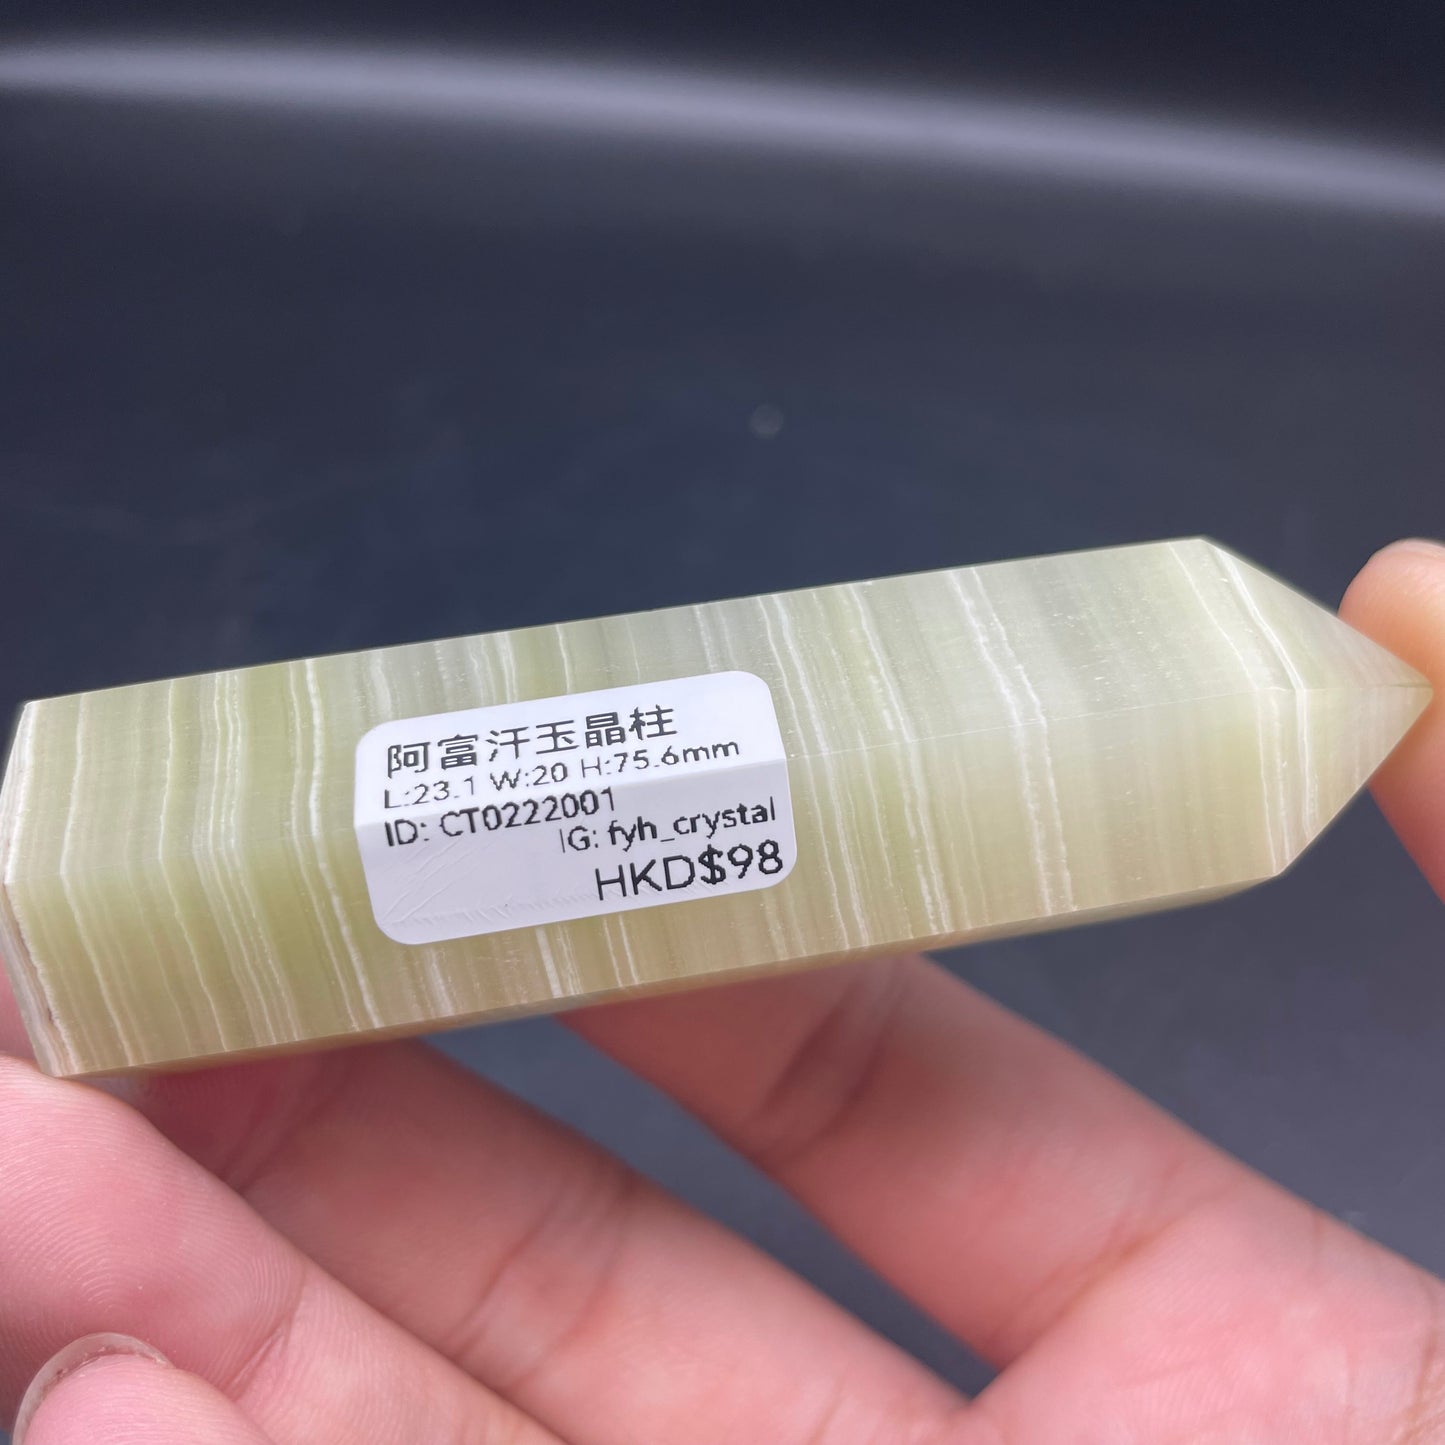 阿富汗玉晶柱
L:23.1 W:20 H:75.6mm
ID: CT0222001
IG: fyh_crystal
HKD$98